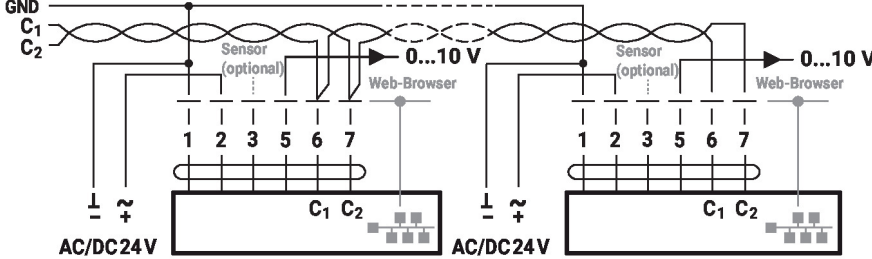 GND
C1
C2
Sensor
(optional)
0...10 V
Web-Browser
1 2 3 5 6 7
⊥ ~
− +
C1 C2
AC/DC 24 V
Sensor
(optional)
0...10 V
Web-Browser
1 2 3 5 6 7
⊥ ~
− +
C1 C2
AC/DC 24 V